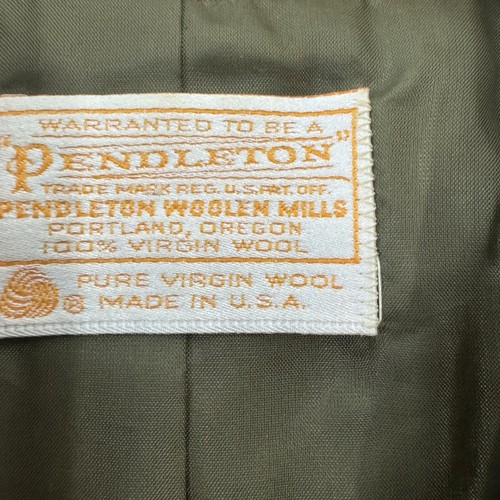 WARRANTED TO BE A
"PENDLETON"
TRADE MARK REG. U.S. PAT. OFF.
PENDLETON WOOLEN MILLS
PORTLAND, OREGON
100% VIRGIN WOOL
PURE VIRGIN WOOL
® MADE IN U.S.A.